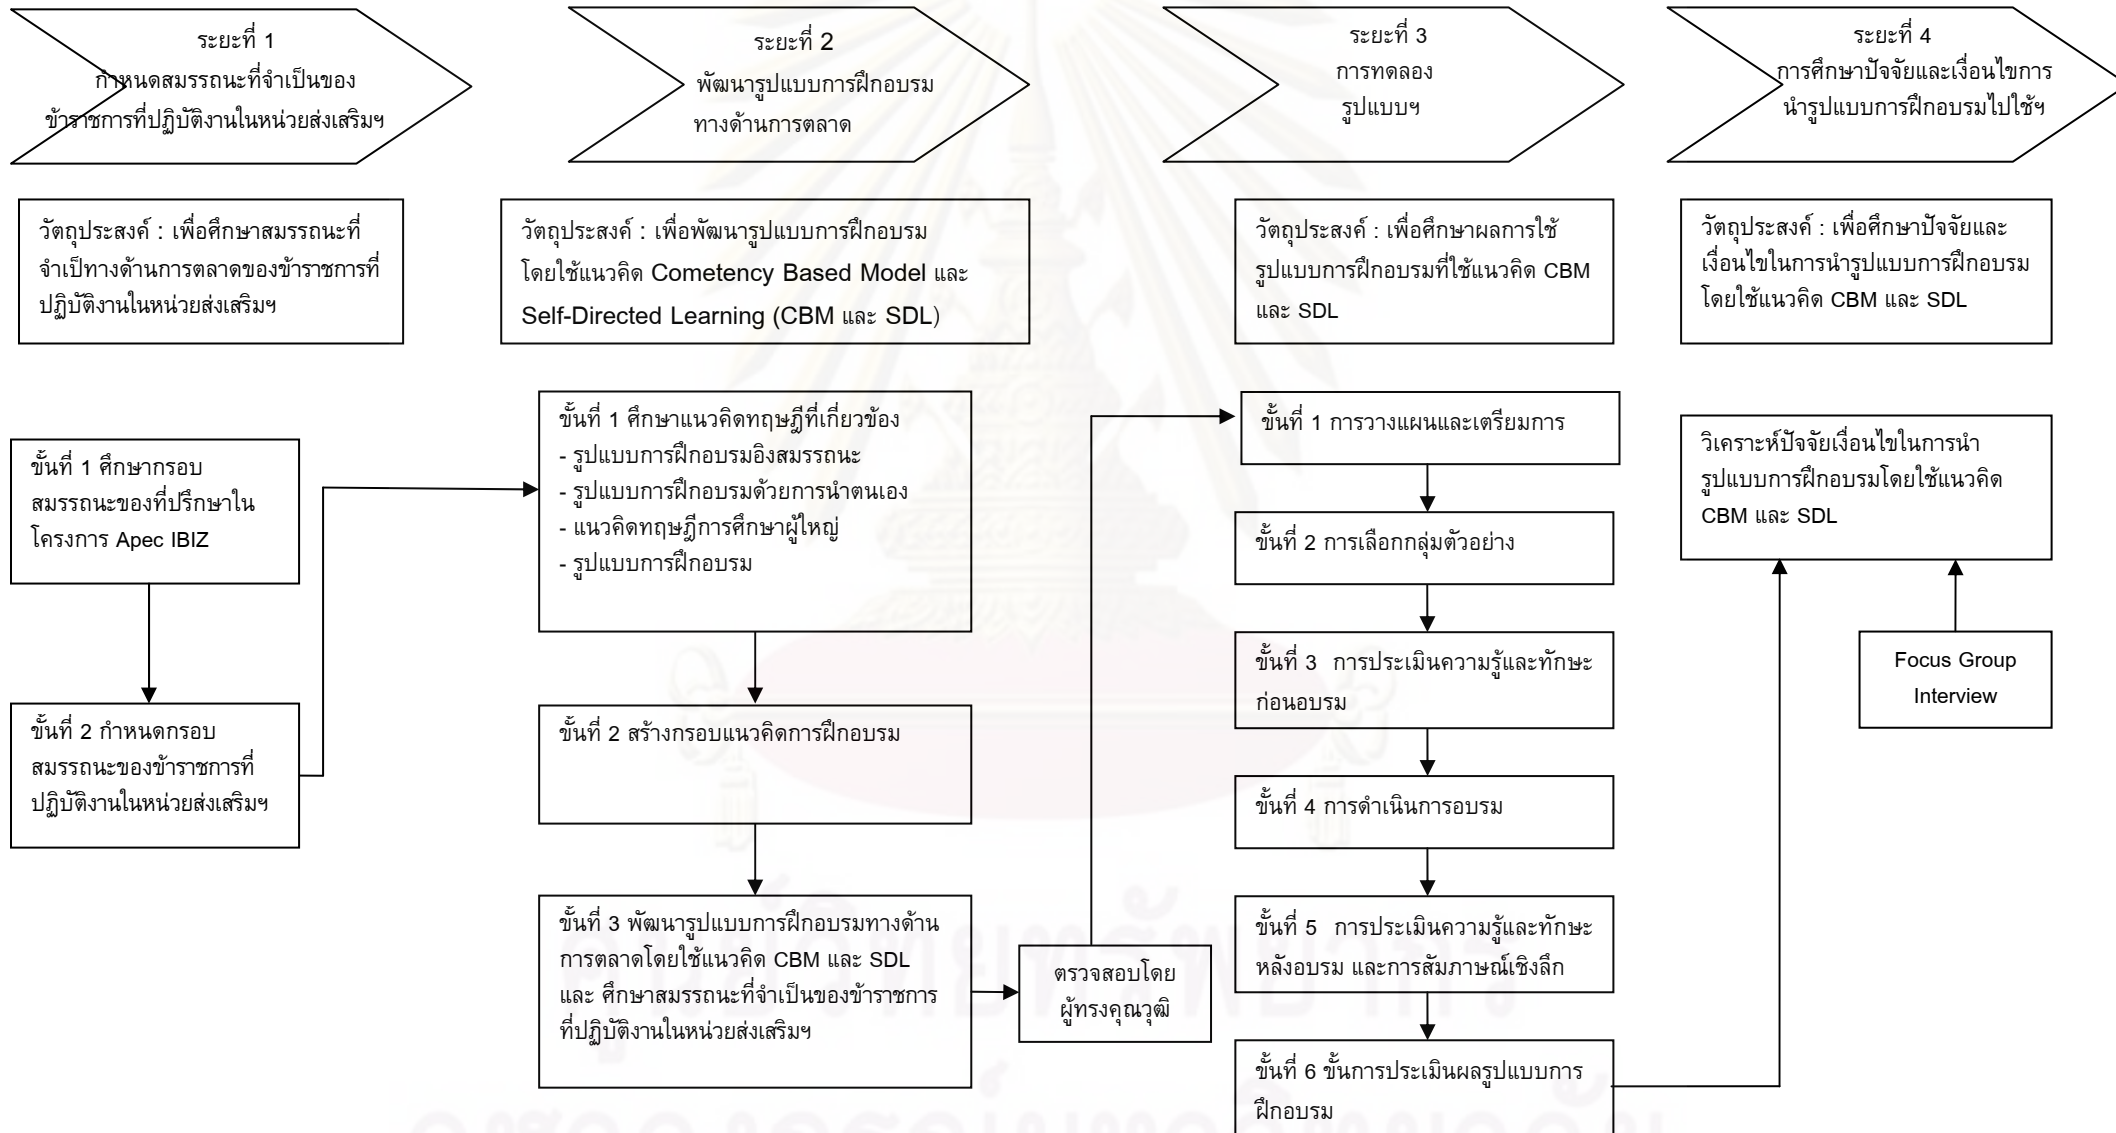 ระยะที่ 1
กำหนดสมรรถนะที่จำเป็นของ
ข้าราชการที่ปฏิบัติงานในหน่วยส่งเสริมฯ
ระยะที่ 2
พัฒนารูปแบบการฝึกอบรม
ทางด้านการตลาด
ระยะที่ 3
การทดลอง
รูปแบบฯ
ระยะที่ 4
การศึกษาปัจจัยและเงื่อนไขการ
นำรูปแบบการฝึกอบรมไปใช้ฯ
วัตถุประสงค์ : เพื่อศึกษาสมรรถนะที่
จำเป็ทางด้านการตลาดของข้าราชการที่
ปฏิบัติงานในหน่วยส่งเสริมฯ
วัตถุประสงค์ : เพื่อพัฒนารูปแบบการฝึกอบรม
โดยใช้แนวคิด Cometency Based Model และ
Self-Directed Learning (CBM และ SDL)
วัตถุประสงค์ : เพื่อศึกษาผลการใช้
รูปแบบการฝึกอบรมที่ใช้แนวคิด CBM
และ SDL
วัตถุประสงค์ : เพื่อศึกษาปัจจัยและ
เงื่อนไขในการนำรูปแบบการฝึกอบรม
โดยใช้แนวคิด CBM และ SDL
ขั้นที่ 1 ศึกษากรอบ
สมรรถนะของที่ปรึกษาใน
โครงการ Apec IBIZ
ขั้นที่ 2 กำหนดกรอบ
สมรรถนะของข้าราชการที่
ปฏิบัติงานในหน่วยส่งเสริมฯ
ขั้นที่ 1 ศึกษาแนวคิดทฤษฎีที่เกี่ยวข้อง
- รูปแบบการฝึกอบรมอิงสมรรถนะ
- รูปแบบการฝึกอบรมด้วยการนำตนเอง
- แนวคิดทฤษฎีการศึกษาผู้ใหญ่
- รูปแบบการฝึกอบรม
ขั้นที่ 2 สร้างกรอบแนวคิดการฝึกอบรม
ขั้นที่ 3 พัฒนารูปแบบการฝึกอบรมทางด้าน
การตลาดโดยใช้แนวคิด CBM และ SDL
และ ศึกษาสมรรถนะที่จำเป็นของข้าราชการ
ที่ปฏิบัติงานในหน่วยส่งเสริมฯ
ตรวจสอบโดย
ผู้ทรงคุณวุฒิ
ขั้นที่ 1 การวางแผนและเตรียมการ
ขั้นที่ 2 การเลือกกลุ่มตัวอย่าง
ขั้นที่ 3 การประเมินความรู้และทักษะ
ก่อนอบรม
ขั้นที่ 4 การดำเนินการอบรม
ขั้นที่ 5 การประเมินความรู้และทักษะ
หลังอบรม และการสัมภาษณ์เชิงลึก
ขั้นที่ 6 ขั้นการประเมินผลรูปแบบการ
ฝึกอบรม
วิเคราะห์ปัจจัยเงื่อนไขในการนำ
รูปแบบการฝึกอบรมโดยใช้แนวคิด
CBM และ SDL
Focus Group
Interview
ศูนย์วิทยทรัพยากร
จุฬาลงกรณ์มหาวิทยาลัย